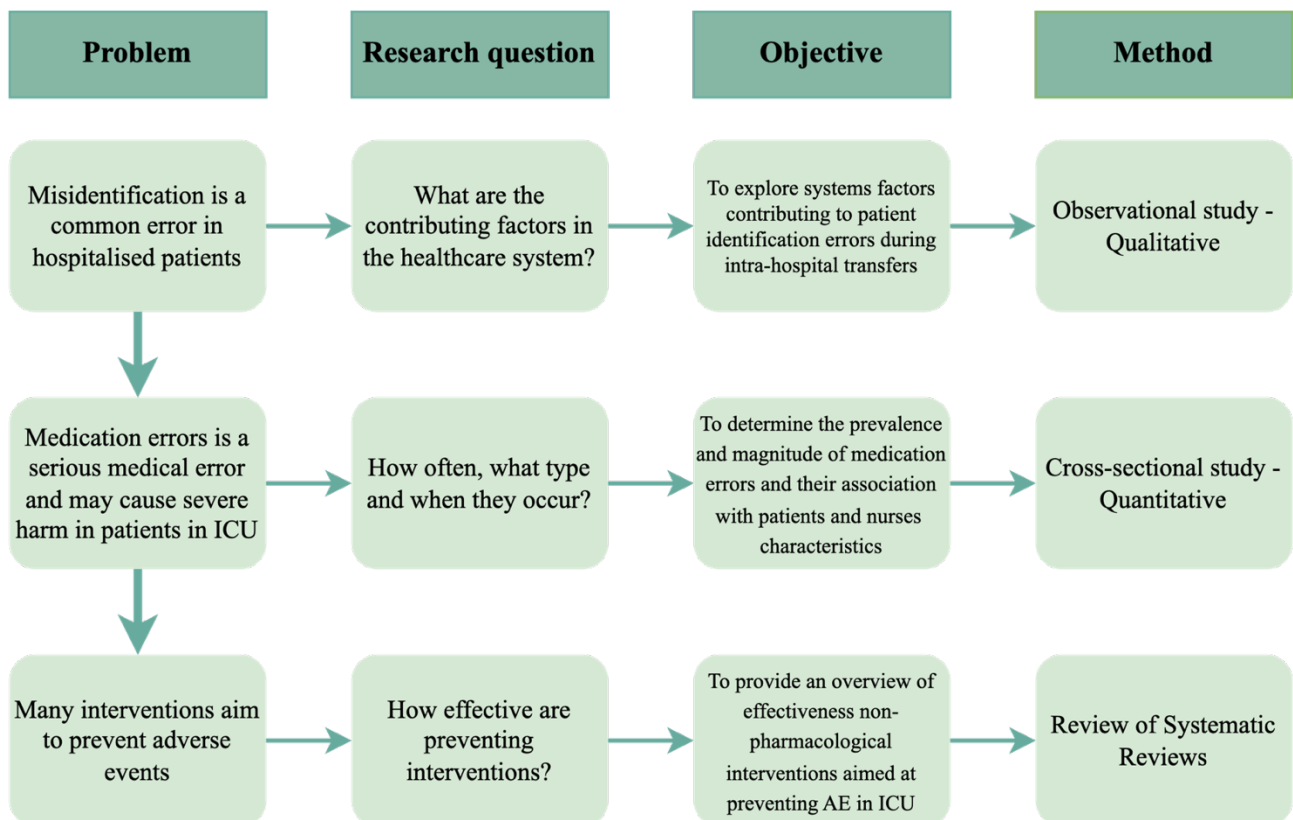 Problem
Research question
Objective
Method
Misidentification is a
common error in
hospitalised patients
What are the
contributing factors in
the healthcare system?
To explore systems factors
contributing to patient
identification errors during
intra-hospital transfers
Observational study -
Qualitative
Medication errors is a
serious medical error
and may cause severe
harm in patients in ICU
How often, what type
and when they occur?
To determine the prevalence
and magnitude of medication
errors and their association
with patients and nurses
characteristics
Cross-sectional study -
Quantitative
Many interventions aim
to prevent adverse
events
How effective are
preventing
interventions?
To provide an overview of
effectiveness non-
pharmacological
interventions aimed at
preventing AE in ICU
Review of Systematic
Reviews